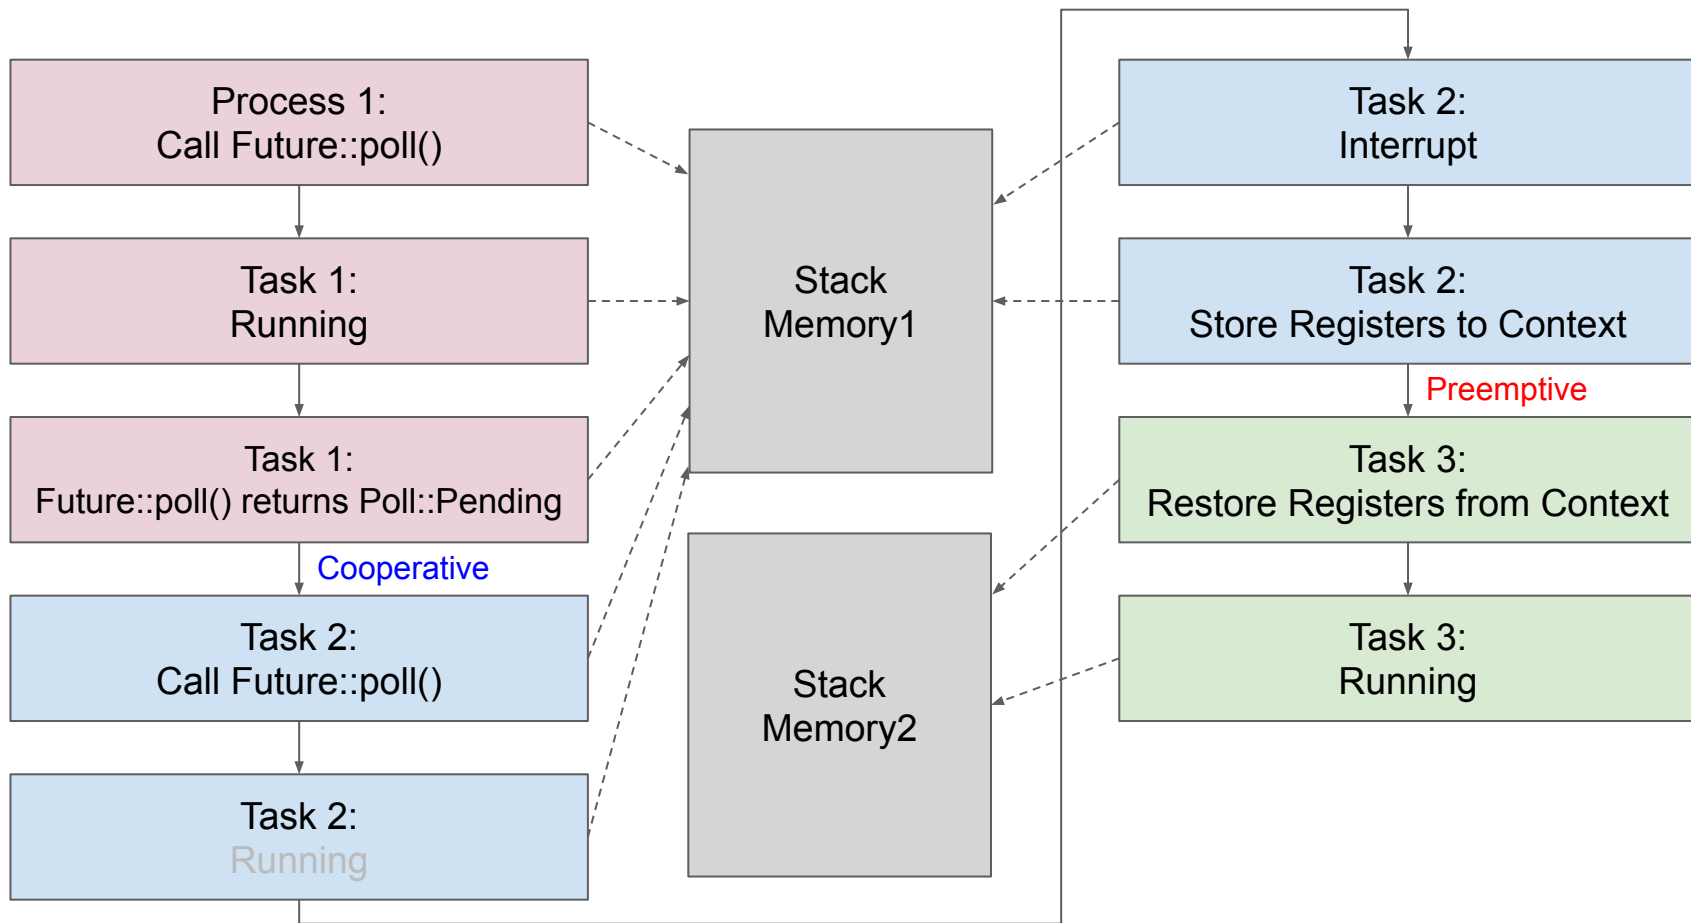 Process 1:
Call Future::poll()
Task 1:
Running
Task 1:
Future::poll() returns Poll::Pending
Cooperative
Task 2:
Call Future::poll()
Task 2:
Running
Stack
Memory1
Stack
Memory2
Task 2:
Interrupt
Task 2:
Store Registers to Context
Preemptive
Task 3:
Restore Registers from Context
Task 3:
Running